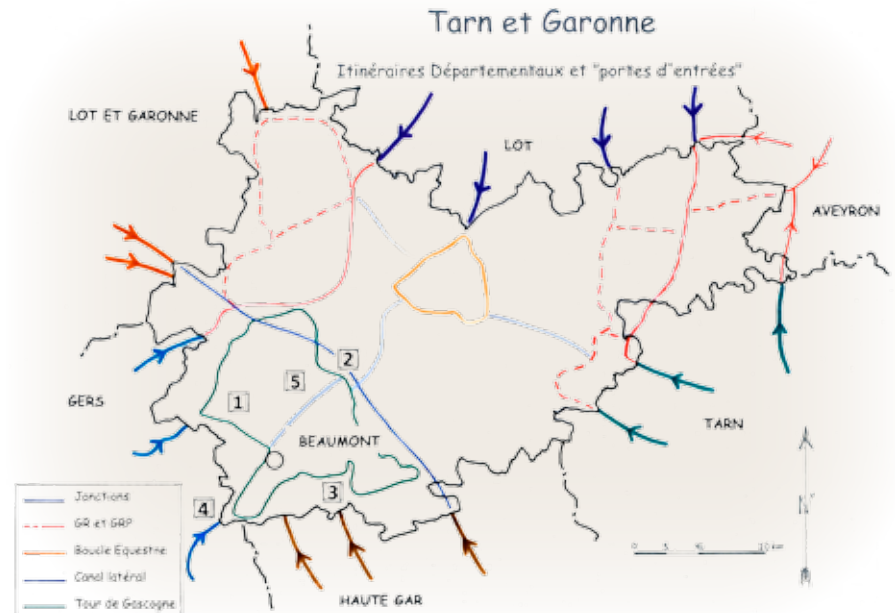 Tarn et Garonne
Itinéraires Départementaux et "portes d'entrées"
LOT ET GARONNE
LOT
AVEYRON
GERS
2
5
1
BEAUMONT
TARN
3
4
HAUTE GAR
N
Jonctions
GR et GRP
Boucle Equestre
Canal latéral
Tour de Gascogne
0
10 km